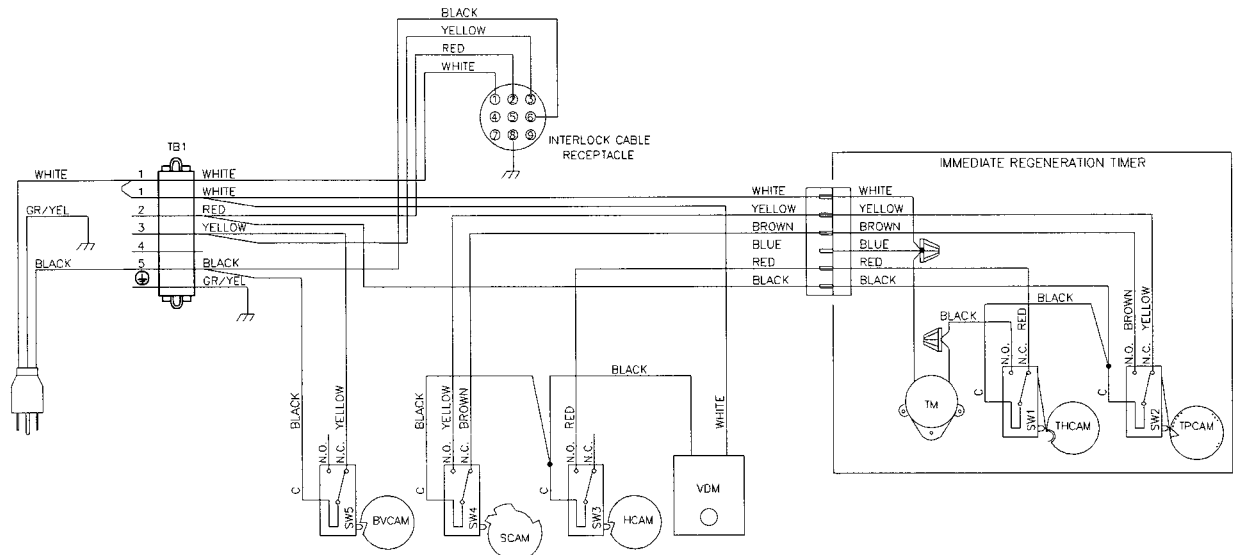 BLACK
YELLOW
RED
WHITE
1 2 3
4 5 6
7 8 9
INTERLOCK CABLE
RECEPTACLE
TB1
WHITE 1 WHITE
1 WHITE
2 RED
GR/YEL
3 YELLOW
4
BLACK 5 BLACK
GR/YEL
IMMEDIATE REGENERATION TIMER
WHITE WHITE
YELLOW YELLOW
BROWN BROWN
BLUE BLUE
RED RED
BLACK BLACK
BLACK
BLACK
N.O.
N.C. RED
C
SW1
THCAM
N.O. BROWN
N.C. YELLOW
C
SW2
TPCAM
TM
BLACK
C
N.O.
N.C. YELLOW
SW5
BVCAM
BLACK
C
N.O. YELLOW
N.C. BROWN
SW4
SCAM
BLACK
C
N.O. RED
N.C.
SW3
HCAM
BLACK
WHITE
VDM